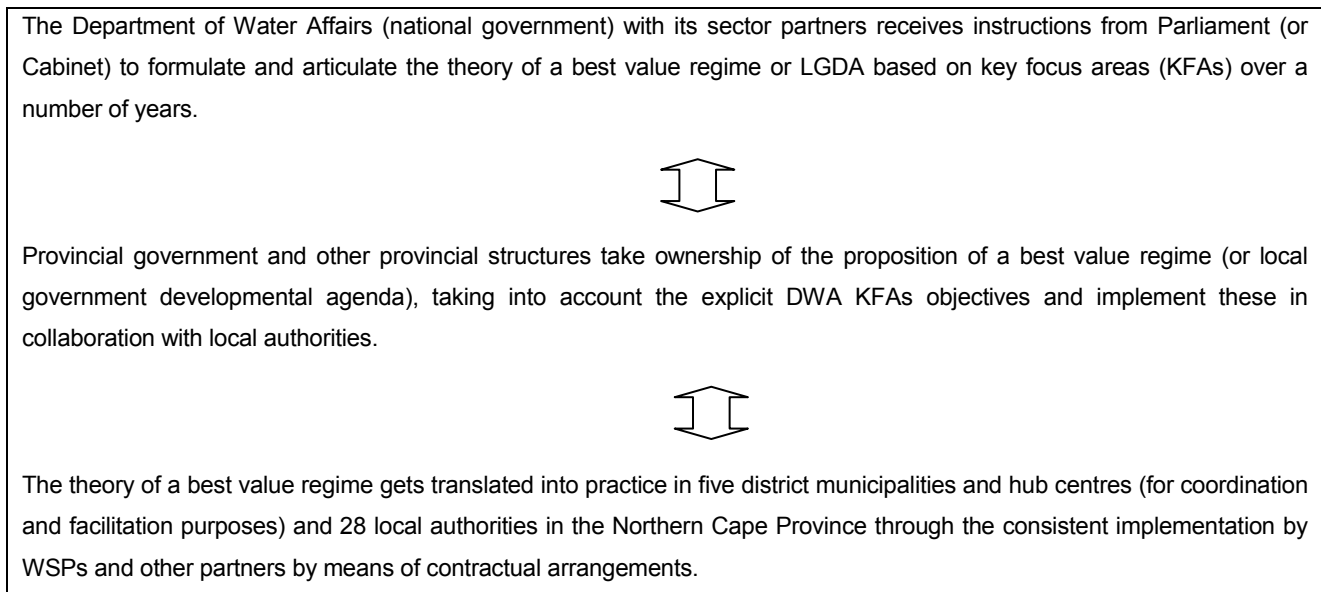 The Department of Water Affairs (national government) with its sector partners receives instructions from Parliament (or
Cabinet) to formulate and articulate the theory of a best value regime or LGDA based on key focus areas (KFAs) over a
number of years.
Provincial government and other provincial structures take ownership of the proposition of a best value regime (or local
government developmental agenda), taking into account the explicit DWA KFAs objectives and implement these in
collaboration with local authorities.
The theory of a best value regime gets translated into practice in five district municipalities and hub centres (for coordination
and facilitation purposes) and 28 local authorities in the Northern Cape Province through the consistent implementation by
WSPs and other partners by means of contractual arrangements.